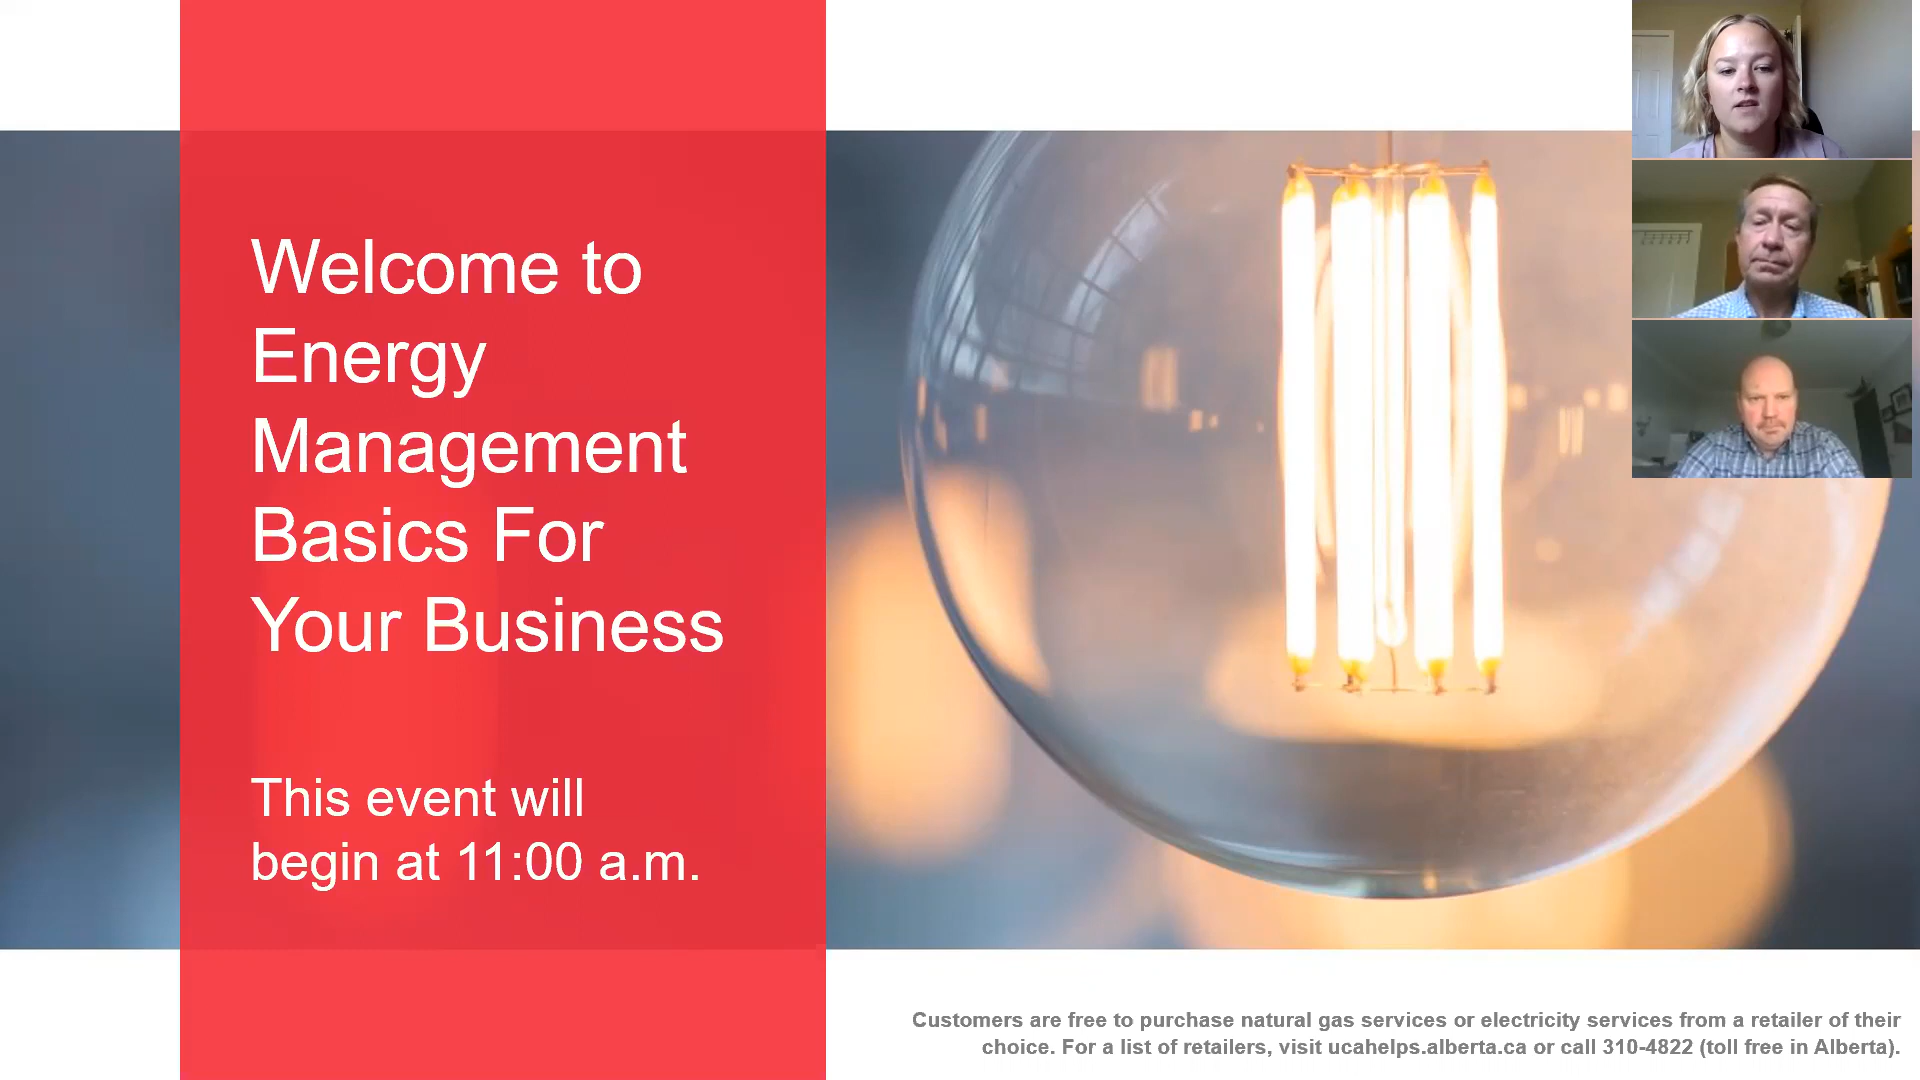 Welcome to
Energy
Management
Basics For
Your Business
This event will
begin at 11:00 a.m.
Customers are free to purchase natural gas services or electricity services from a retailer of their
choice. For a list of retailers, visit ucahelps.alberta.ca or call 310-4822 (toll free in Alberta).